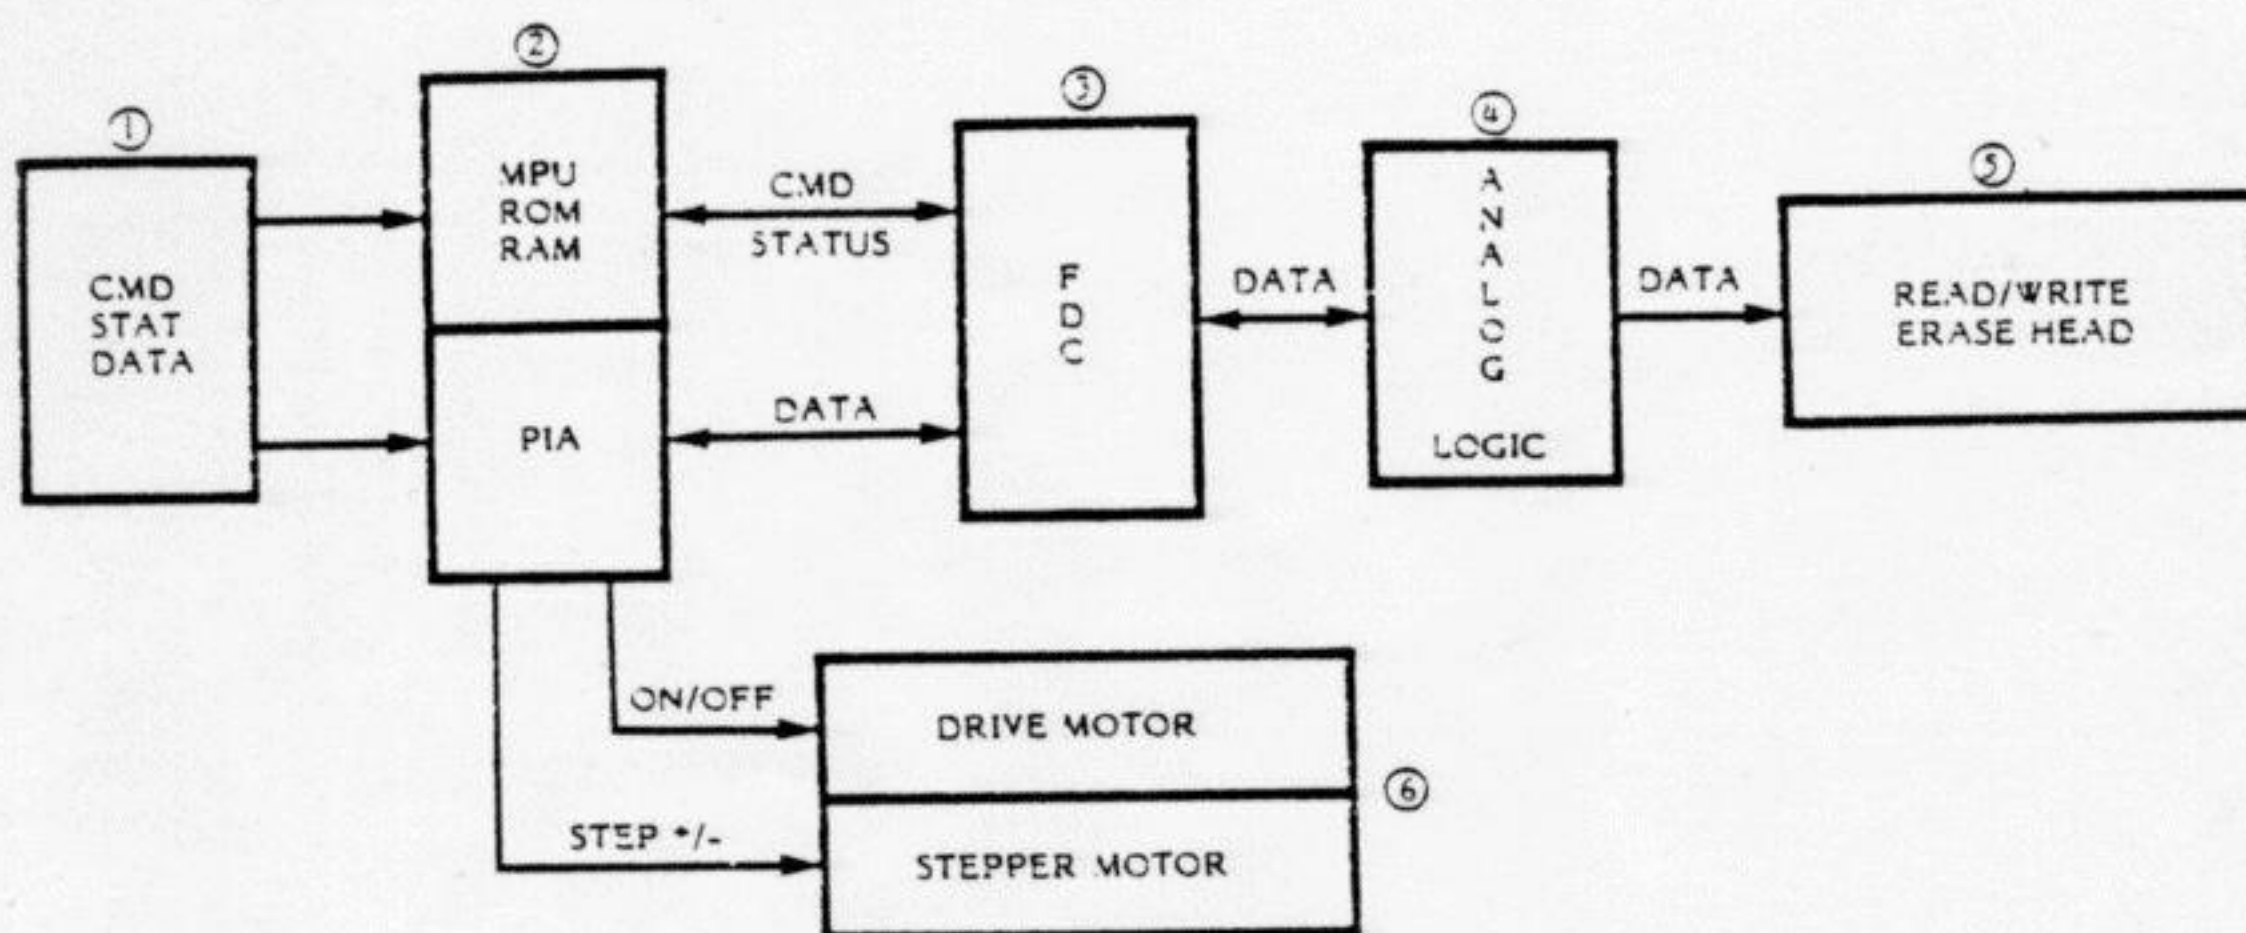 ①
CMD
STAT
DATA
②
MPU
ROM
RAM
PIA
CMD
STATUS
DATA
③
F
D
C
DATA
④
A
N
A
L
O
G
LOGIC
DATA
⑤
READ/WRITE
ERASE HEAD
ON/OFF
DRIVE MOTOR
⑥
STEP +/-
STEPPER MOTOR